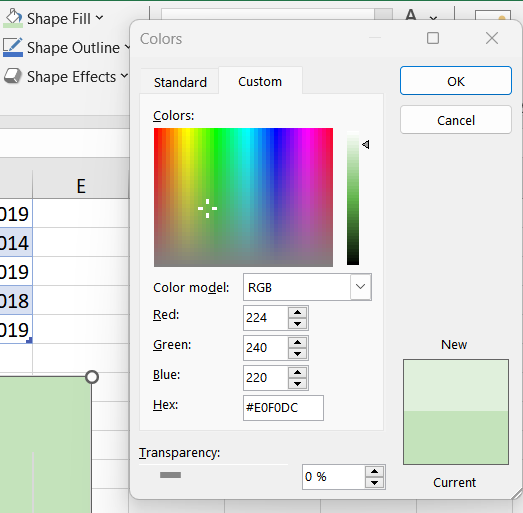 Shape Fill
Shape Outline
Shape Effects
A
E
019
014
019
018
019
Colors
Standard
Custom
OK
Cancel
Colors:
Color model:
RGB
Red:
224
Green:
240
Blue:
220
Hex:
#E0F0DC
New
Current
Transparency:
0 %